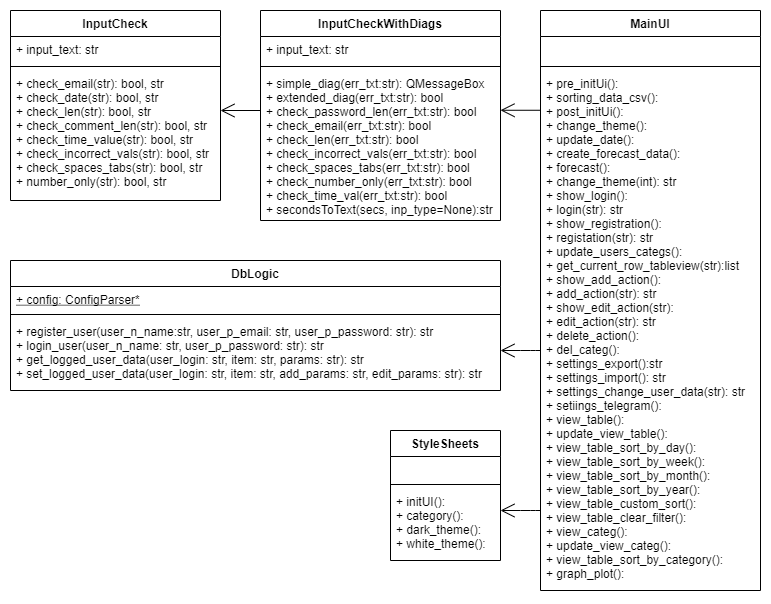 InputCheck
+ input_text: str
+ check_email(str): bool, str
+ check_date(str): bool, str
+ check_len(str): bool, str
+ check_comment_len(str): bool, str
+ check_time_value(str): bool, str
+ check_incorrect_vals(str): bool, str
+ check_spaces_tabs(str): bool, str
+ number_only(str): bool, str
InputCheckWithDiags
+ input_text: str
+ simple_diag(err_txt:str): QMessageBox
+ extended_diag(err_txt:str): bool
+ check_password_len(err_txt:str): bool
+ check_email(err_txt:str): bool
+ check_len(err_txt:str): bool
+ check_incorrect_vals(err_txt:str): bool
+ check_spaces_tabs(err_txt:str): bool
+ check_number_only(err_txt:str): bool
+ check_time_val(err_txt:str): bool
+ secondsToText(secs, inp_type=None):str
MainUI
+ pre_initUi():
+ sorting_data_csv():
+ post_initUi():
+ change_theme():
+ update_date():
+ create_forecast_data():
+ forecast():
+ change_theme(int): str
+ show_login():
+ login(str): str
+ show_registration():
+ registation(str): str
+ update_users_categs():
+ get_current_row_tableview(str):list
+ show_add_action():
+ add_action(str): str
+ show_edit_action(str):
+ edit_action(str): str
+ delete_action():
+ del_categ():
+ settings_export():str
+ settings_import(): str
+ settings_change_user_data(str): str
+ setiings_telegram():
+ view_table():
+ update_view_table():
+ view_table_sort_by_day():
+ view_table_sort_by_week():
+ view_table_sort_by_month():
+ view_table_sort_by_year():
+ view_table_custom_sort():
+ view_table_clear_filter():
+ view_categ():
+ update_view_categ():
+ view_table_sort_by_category():
+ graph_plot():
DbLogic
+ config: ConfigParser*
+ register_user(user_n_name:str, user_p_email: str, user_p_password: str): str
+ login_user(user_n_name: str, user_p_password: str): str
+ get_logged_user_data(user_login: str, item: str, params: str): str
+ set_logged_user_data(user_login: str, item: str, add_params: str, edit_params: str): str
StyleSheets
+ initUI():
+ category():
+ dark_theme():
+ white_theme():